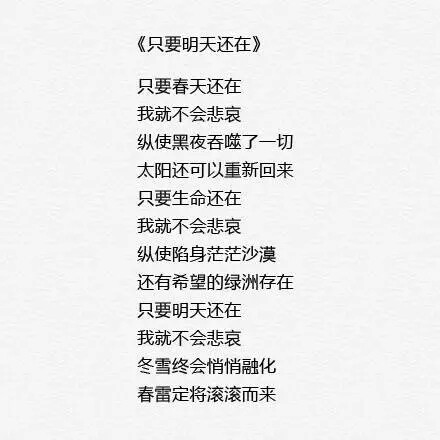 《只要明天还在》
只要春天还在
我就不会悲哀
纵使黑夜吞噬了一切
太阳还可以重新回来
只要生命还在
我就不会悲哀
纵使陷身茫茫沙漠
还有希望的绿洲存在
只要明天还在
我就不会悲哀
冬雪终会悄悄融化
春雷定将滚滚而来